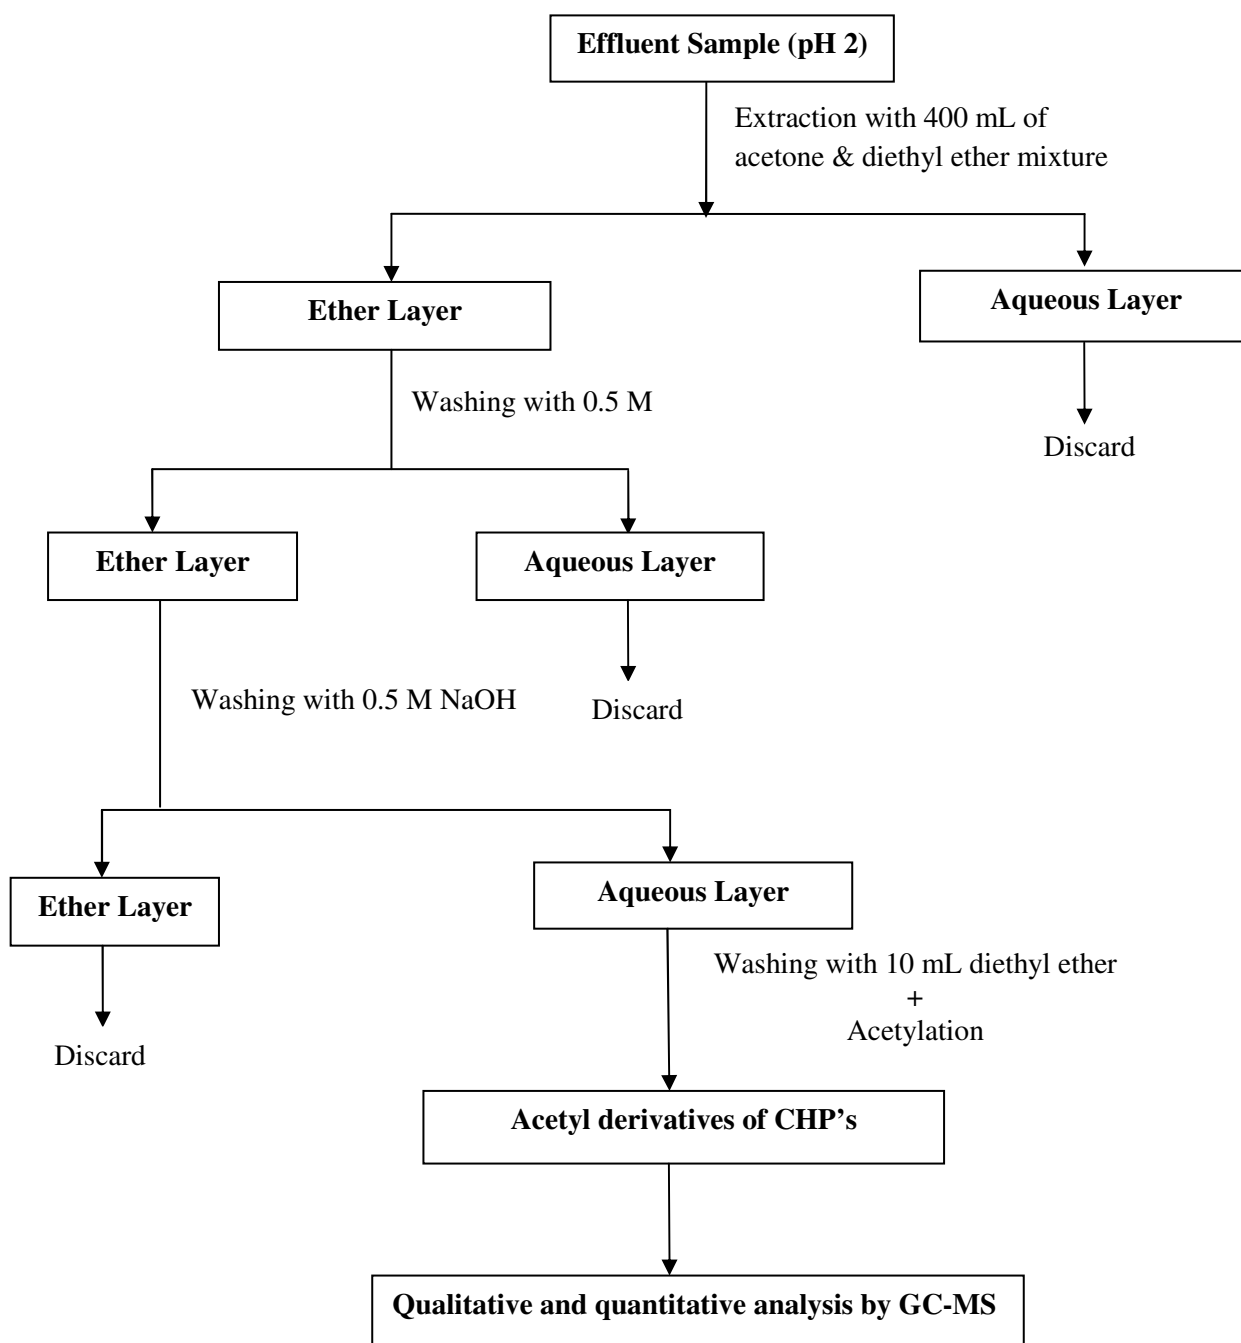 Effluent Sample (pH 2)
Extraction with 400 mL of
acetone & diethyl ether mixture
Ether Layer
Aqueous Layer
Washing with 0.5 M
Discard
Ether Layer
Aqueous Layer
Washing with 0.5 M NaOH
Discard
Ether Layer
Aqueous Layer
Washing with 10 mL diethyl ether
+
Acetylation
Discard
Acetyl derivatives of CHP's
Qualitative and quantitative analysis by GC-MS